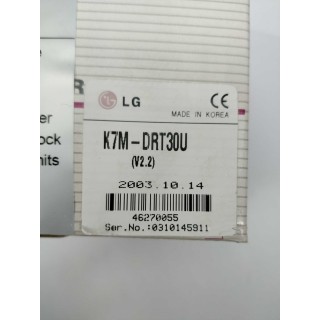 R
er
ock
nits
LG
CE
MADE IN KOREA
K7M-DRT30U
(V2.2)
2003.10.14
46270055
Ser.No.:0310145911